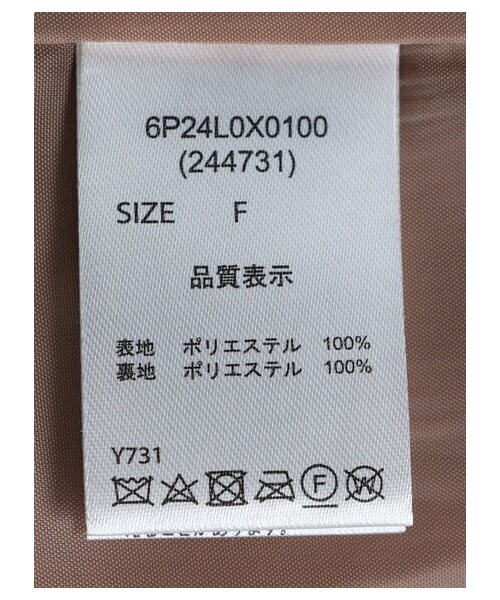 6P24L0X0100
(244731)
SIZE F
品質表示
表地 ポリエステル 100%
裏地 ポリエステル 100%
Y731
F W